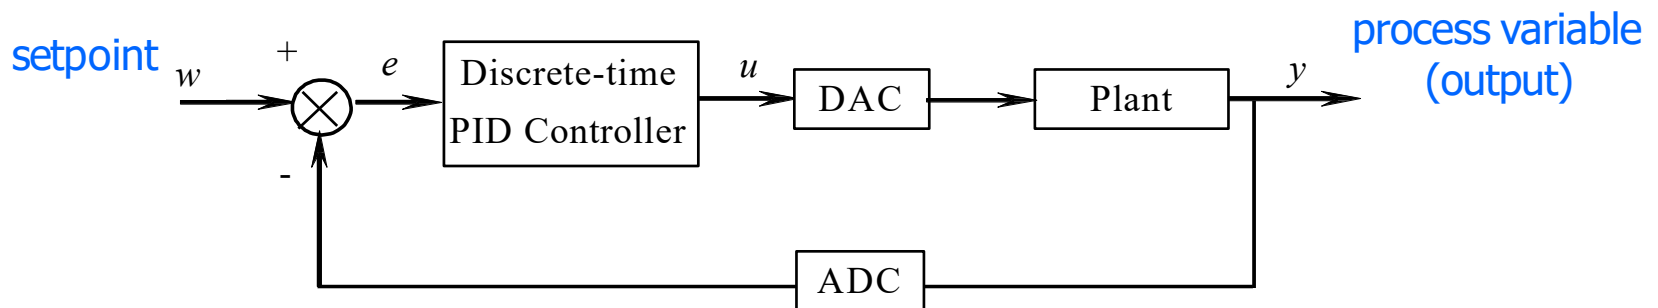 setpoint
w
+
-
e
Discrete-time
PID Controller
u
DAC
Plant
y
process variable
(output)
ADC